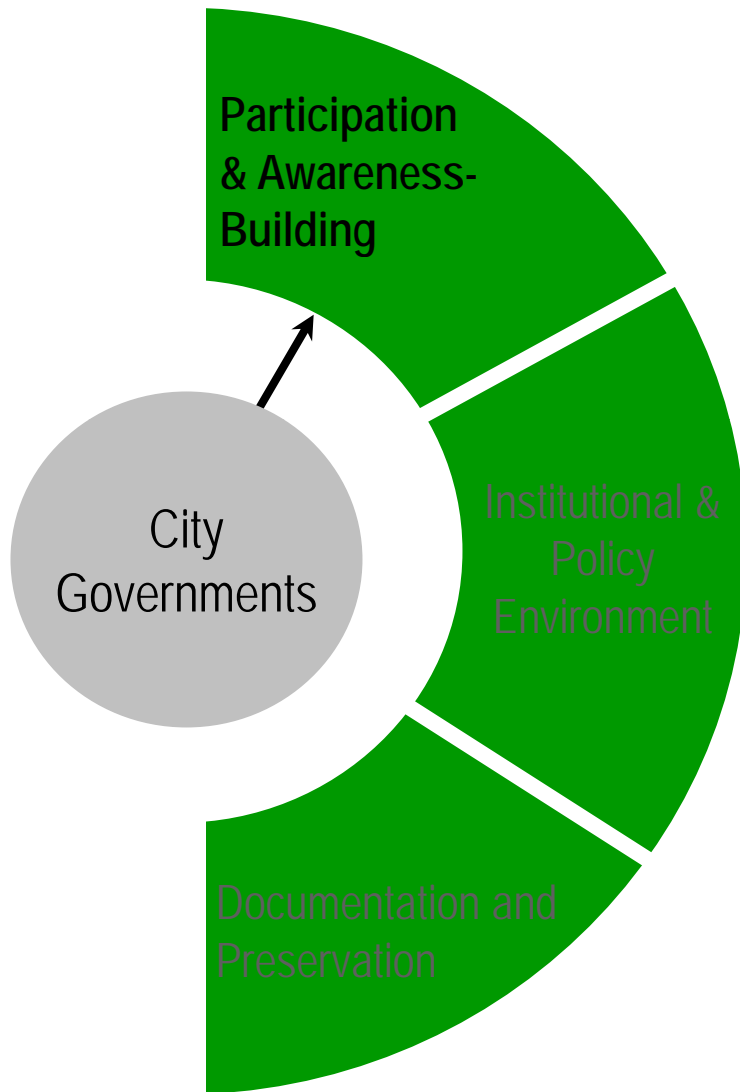 Participation
& Awareness-
Building
City
Governments
Institutional &
Policy
Environment
Documentation and
Preservation